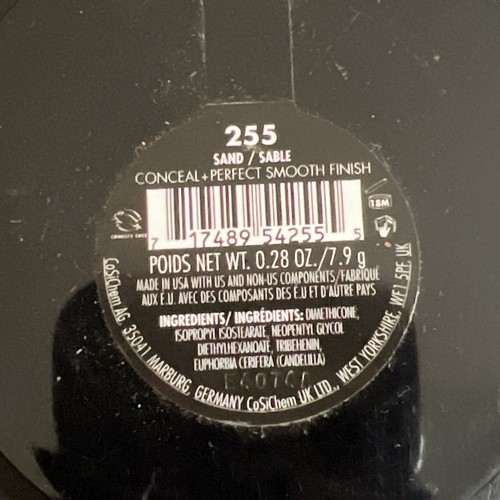 255
SAND / SABLE
CONCEAL+PERFECT SMOOTH FINISH
18M
CRUELTY FREE
7 17489 54255 5
POIDS NET WT. 0.28 OZ./7.9 g
MADE IN USA WITH US AND NON-US COMPONENTS/FABRIQUÉ
AUX É.U. AVEC DES COMPOSANTS DES É.U ET D'AUTRE PAYS
INGREDIENTS/ INGRÉDIENTS: DIMETHICONE,
ISOPROPYL ISOSTEARATE, NEOPENTYL GLYCOL
DIETHYLHEXANOATE, TRIBEHENIN,
EUPHORBIA CERIFERA (CANDELILLA)
CoSiChem AG, 35041 MARBURG, GERMANY CoSiChem UK LTD., WEST YORKSHIRE, WF1 5PF, UK